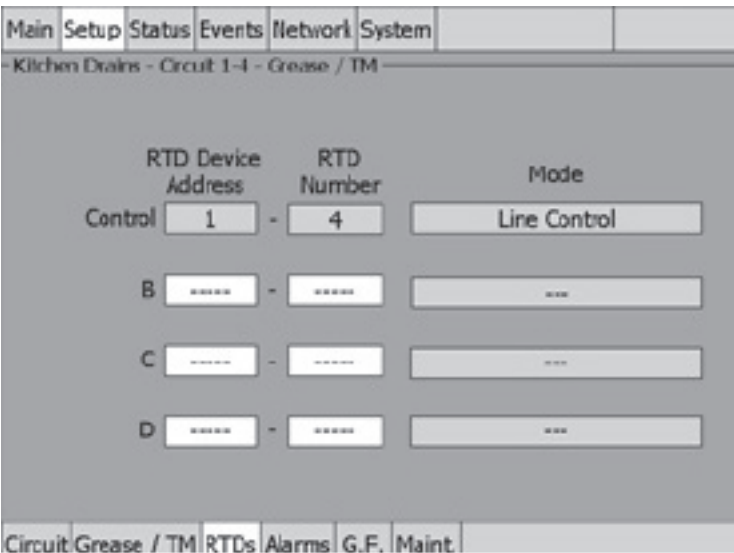 Main Setup Status Events Network System
Kitchen Drains - Circuit 1-4 - Grease / TM
RTD Device Address RTD Number Mode
Control 1 - 4 Line Control
B ----- - ----- ---
C ----- - ----- ---
D ----- - ----- ---
Circuit Grease / TM RTDs Alarms G.F. Maint.